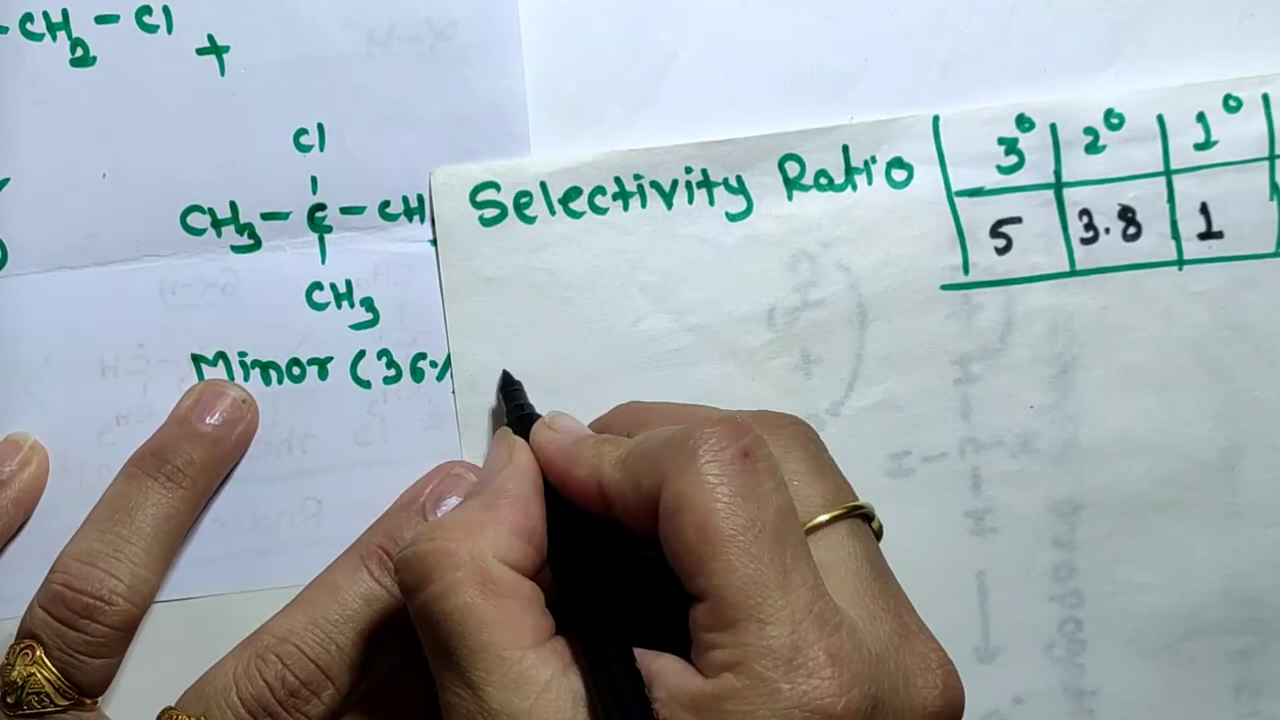 -CH2-Cl +
Cl
CH3-C-CH
CH3
Minor (36%
Selectivity Ratio
3° 2° 1°
5 3.8 1